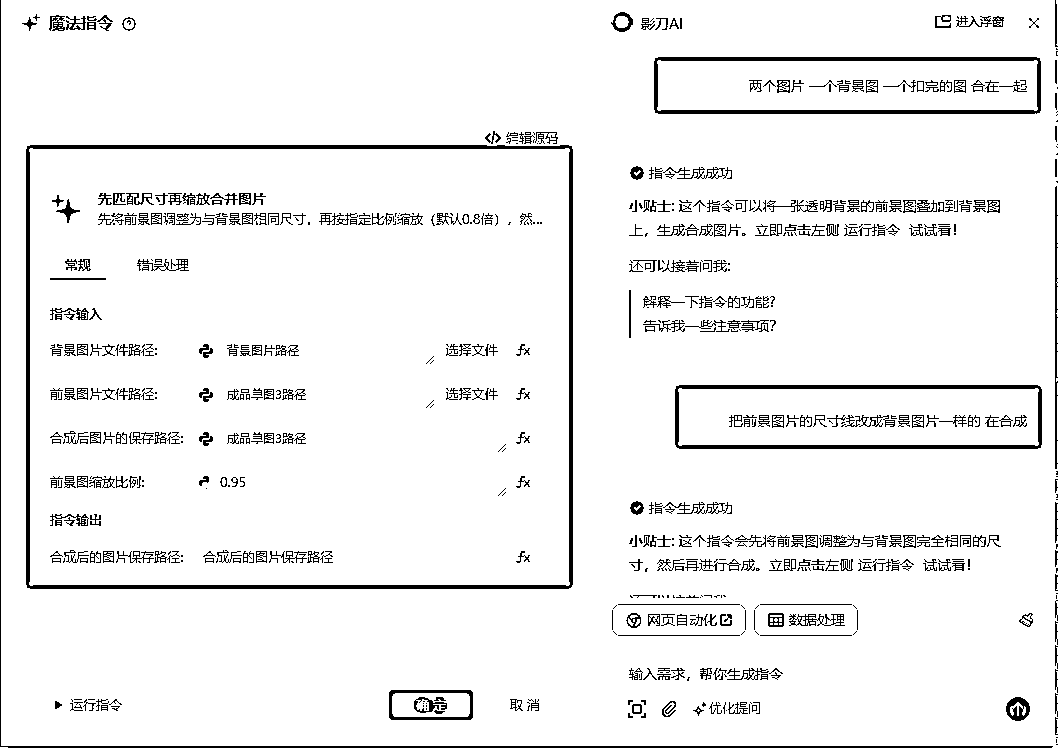 魔法指令
编辑源码
先匹配尺寸再缩放合并图片
先将前景图调整为与背景图相同尺寸，再按指定比例缩放（默认0.8倍），然...
常规 错误处理
指令输入
背景图片文件路径: 背景图片路径 选择文件 fx
前景图片文件路径: 成品单图3路径 选择文件 fx
合成后图片的保存路径: 成品单图3路径 fx
前景图缩放比例: 0.95 fx
指令输出
合成后的图片保存路径: 合成后的图片保存路径 fx
运行指令 确定 取消
影刀AI 进入浮窗
两个图片 一个背景图 一个扣完的图 合在一起
指令生成成功
小贴士: 这个指令可以将一张透明背景的前景图叠加到背景图
上，生成合成图片。立即点击左侧 运行指令 试试看！
还可以接着问我:
解释一下指令的功能?
告诉我一些注意事项?
把前景图片的尺寸线改成背景图片一样的 在合成
指令生成成功
小贴士: 这个指令会先将前景图调整为与背景图完全相同的尺
寸，然后再进行合成。立即点击左侧 运行指令 试试看！
网页自动化 数据处理
输入需求，帮你生成指令
优化提问